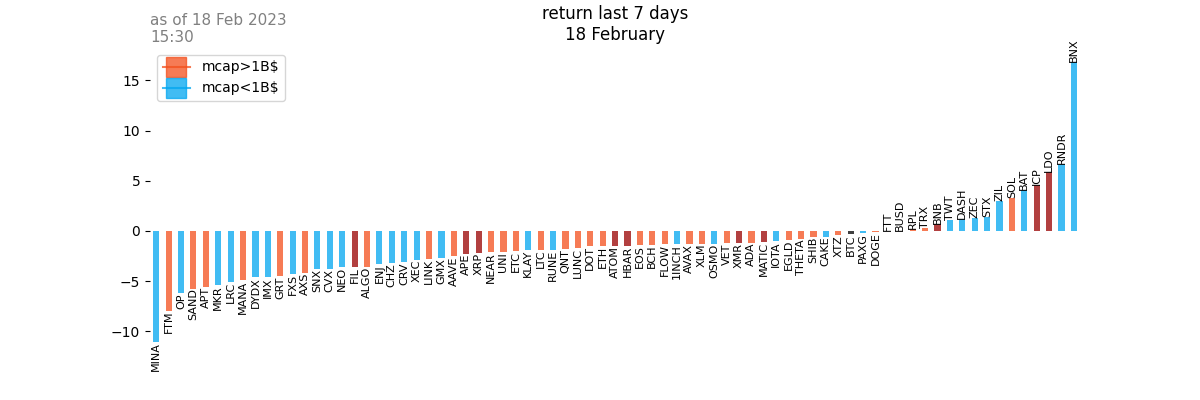 as of 18 Feb 2023
15:30
return last 7 days
18 February
mcap>1B$
mcap<1B$
15
10
5
0
−5
−10
MINA
FTM
OP
SAND
APT
MKR
LRC
MANA
DYDX
IMX
GRT
FXS
AXS
SNX
CVX
NEO
FIL
ALGO
ENJ
CHZ
CRV
XEC
LINK
GMX
AAVE
APE
XRP
NEAR
UNI
ETC
KLAY
LTC
RUNE
QNT
LUNC
DOT
ETH
ATOM
HBAR
EOS
BCH
FLOW
1INCH
AVAX
XLM
OSMO
VET
XMR
ADA
MATIC
IOTA
EGLD
THETA
SHIB
CAKE
XTZ
BTC
PAXG
DOGE
FTT
BUSD
RPL
TRX
BNB
TWT
DASH
ZEC
STX
ZIL
SOL
BAT
ICP
LDO
RNDR
BNX